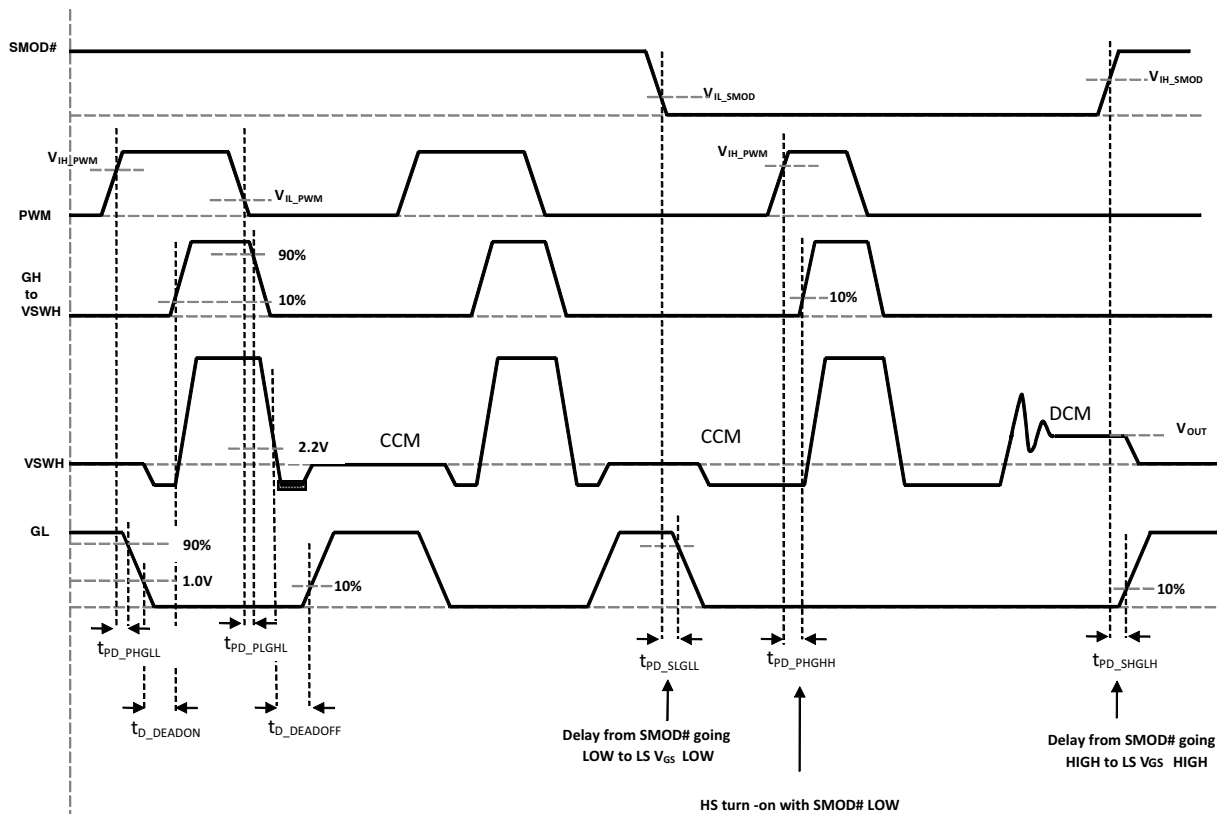 SMOD#
V_IL_SMOD
V_IH_SMOD
V_IH_PWM
V_IL_PWM
V_IH_PWM
PWM
90%
GH
to
VSWH
10%
10%
CCM
2.2V
CCM
DCM
V_OUT
VSWH
GL
90%
1.0V
10%
10%
t_PD_PHGLL
t_PD_PLGHL
t_PD_SLGLL
t_PD_PHGHH
t_PD_SHGLH
t_D_DEADON
t_D_DEADOFF
Delay from SMOD# going
LOW to LS V_GS LOW
Delay from SMOD# going
HIGH to LS VGS HIGH
HS turn -on with SMOD# LOW